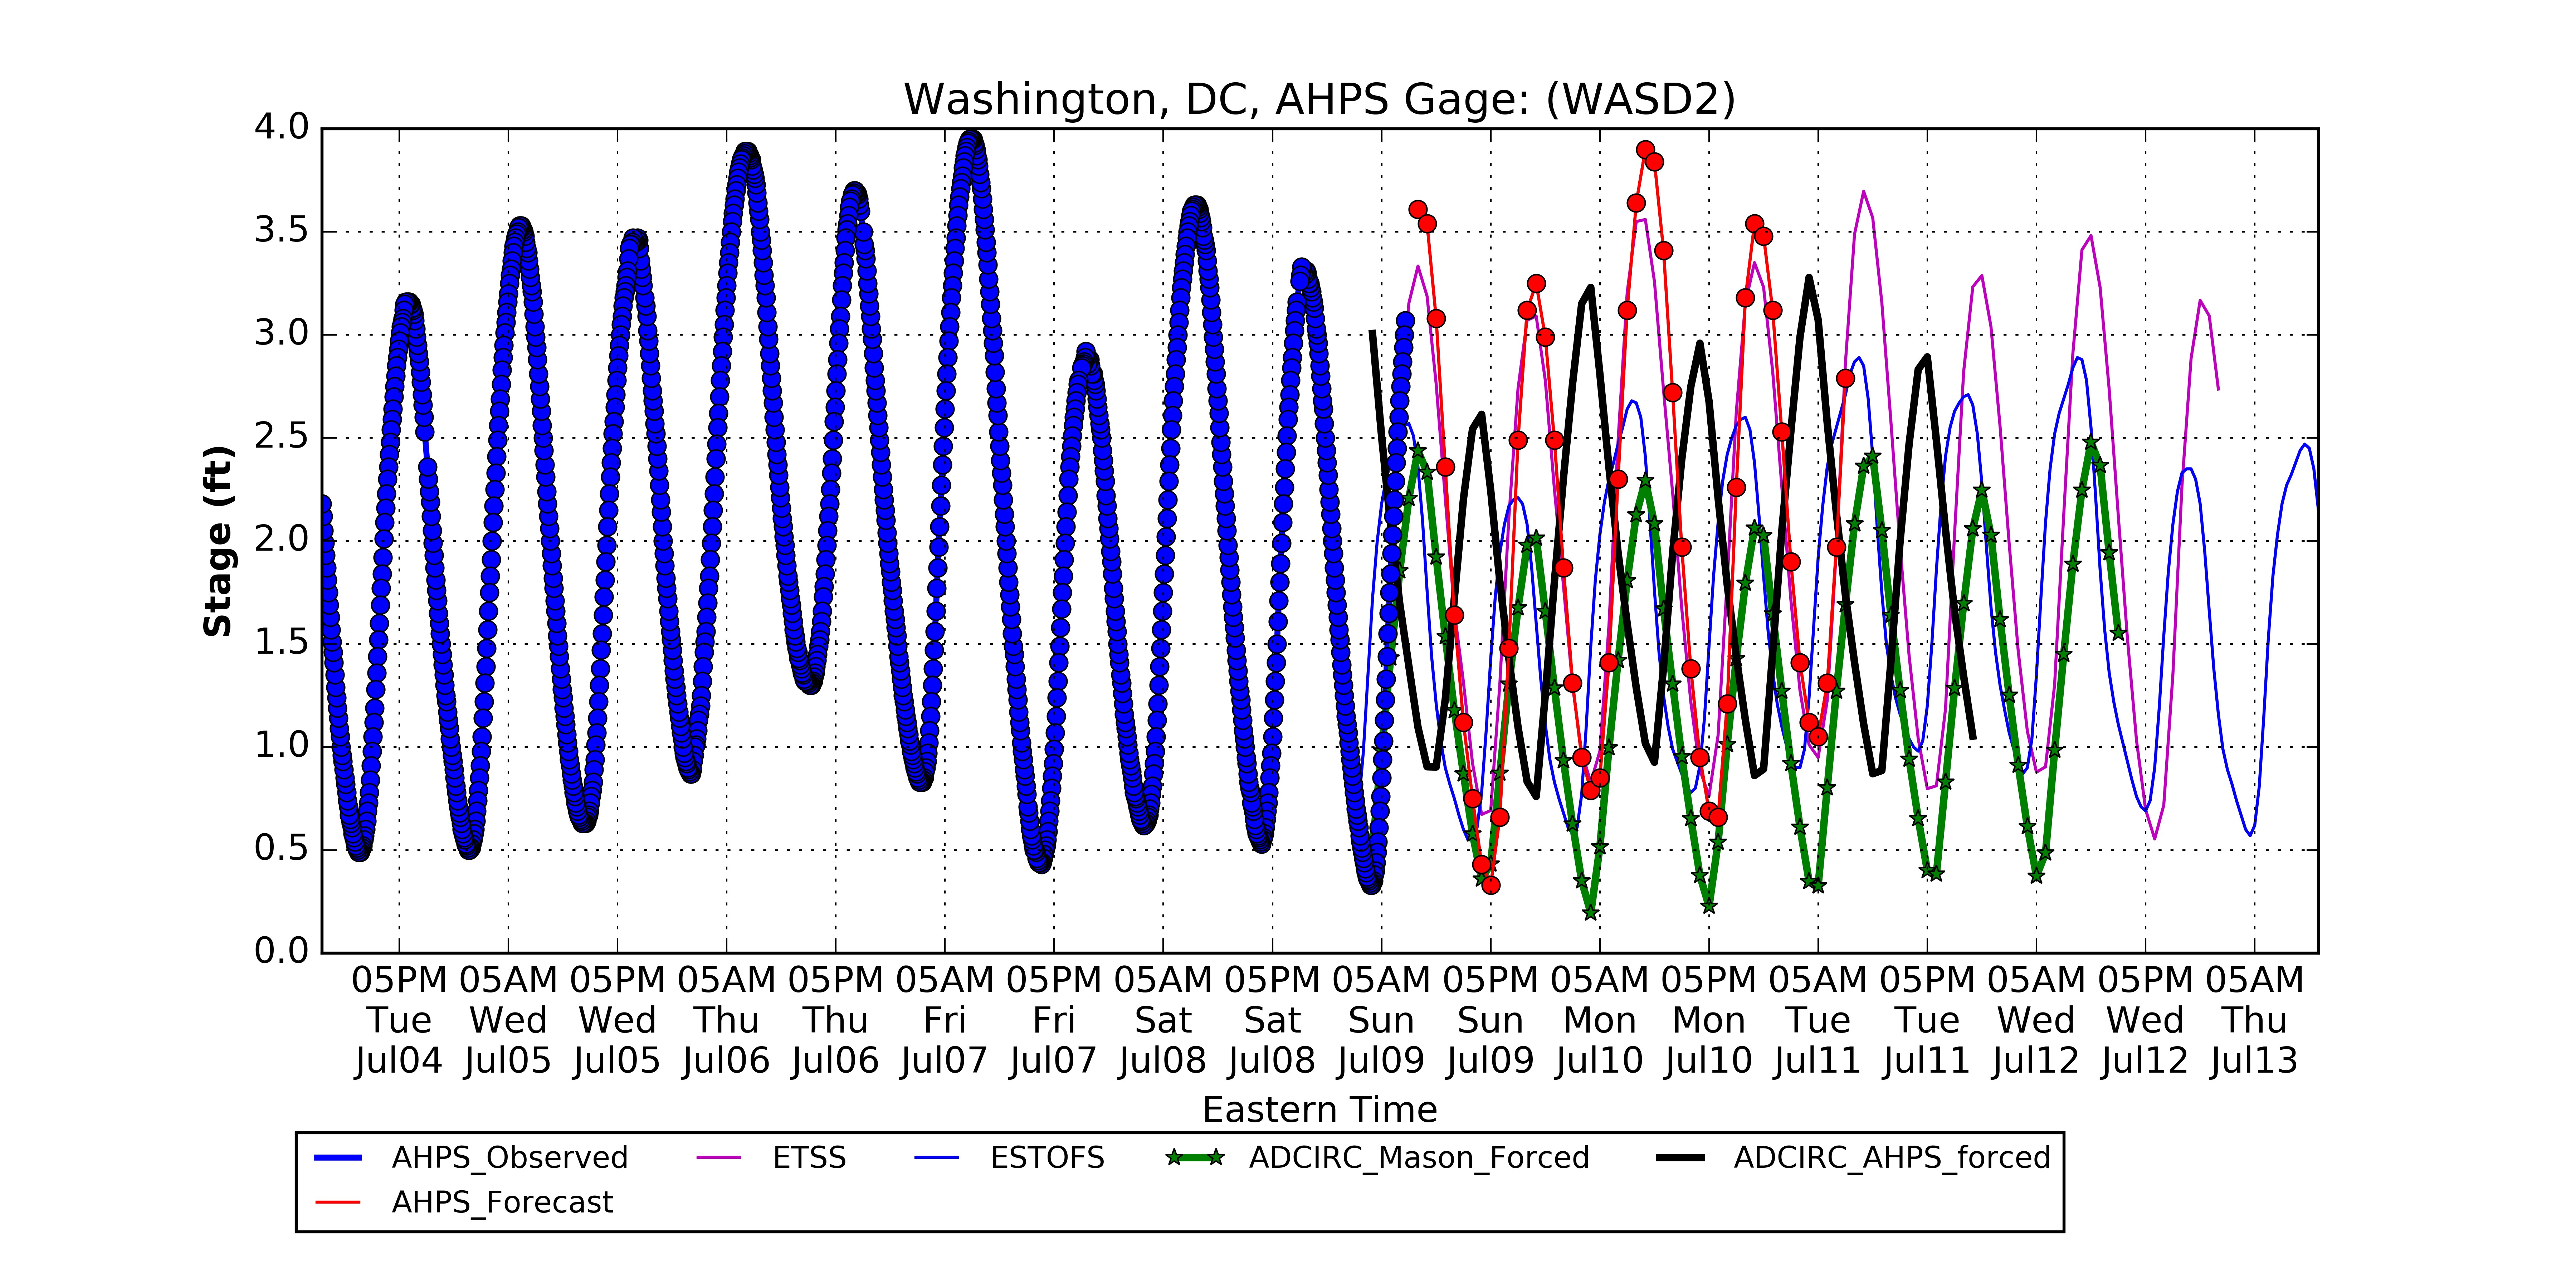 Washington, DC, AHPS Gage: (WASD2)
4.0
3.5
3.0
2.5
2.0
1.5
1.0
0.5
0.0
Stage (ft)
05PM 05AM 05PM 05AM 05PM 05AM 05PM 05AM 05PM 05AM 05PM 05AM 05PM 05AM 05PM 05AM 05PM 05AM
Tue Wed Wed Thu Thu Fri Fri Sat Sat Sun Sun Mon Mon Tue Tue Wed Wed Thu
Jul04 Jul05 Jul05 Jul06 Jul06 Jul07 Jul07 Jul08 Jul08 Jul09 Jul09 Jul10 Jul10 Jul11 Jul11 Jul12 Jul12 Jul13
Eastern Time
AHPS_Observed ETSS ESTOFS ADCIRC_Mason_Forced ADCIRC_AHPS_forced
AHPS_Forecast